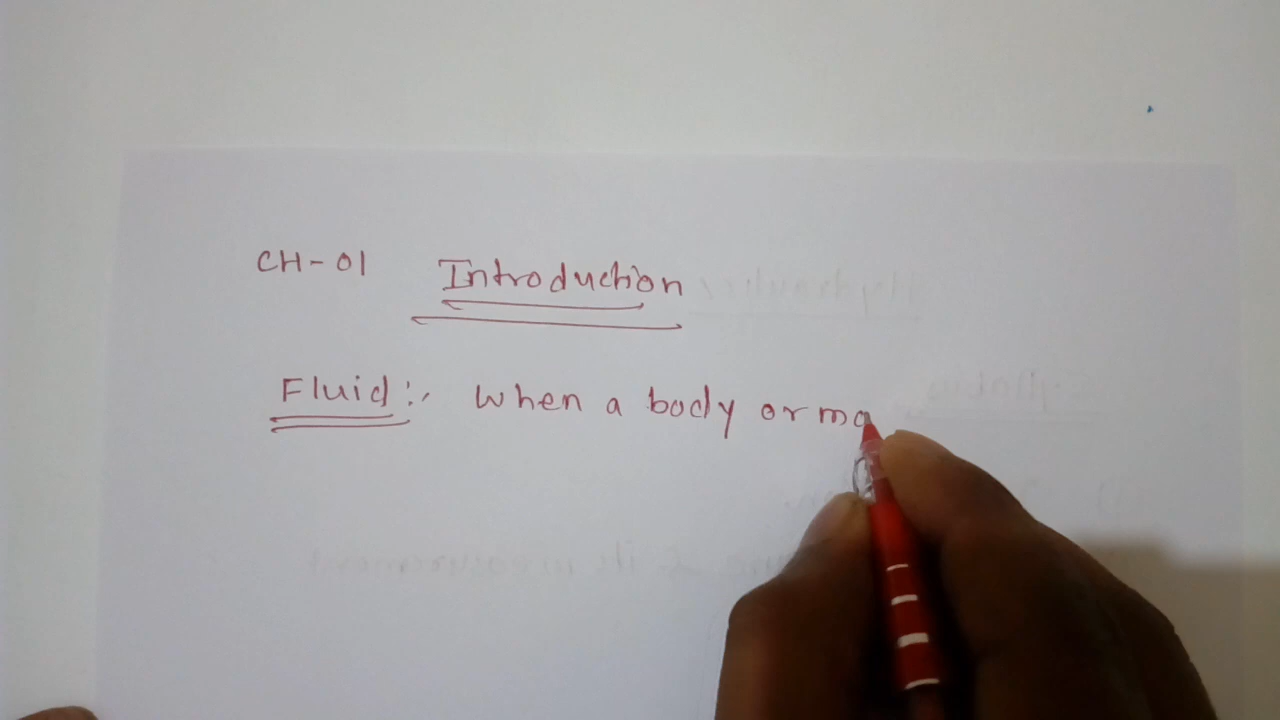 CH-01 Introduction
Fluid:- When a body or ma